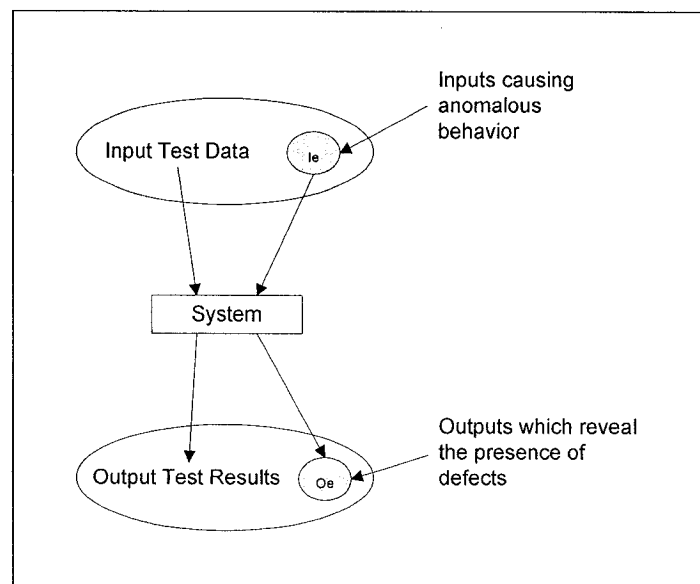 Inputs causing
anomalous
behavior
Input Test Data
Ie
System
Outputs which reveal
the presence of
defects
Output Test Results
Oe